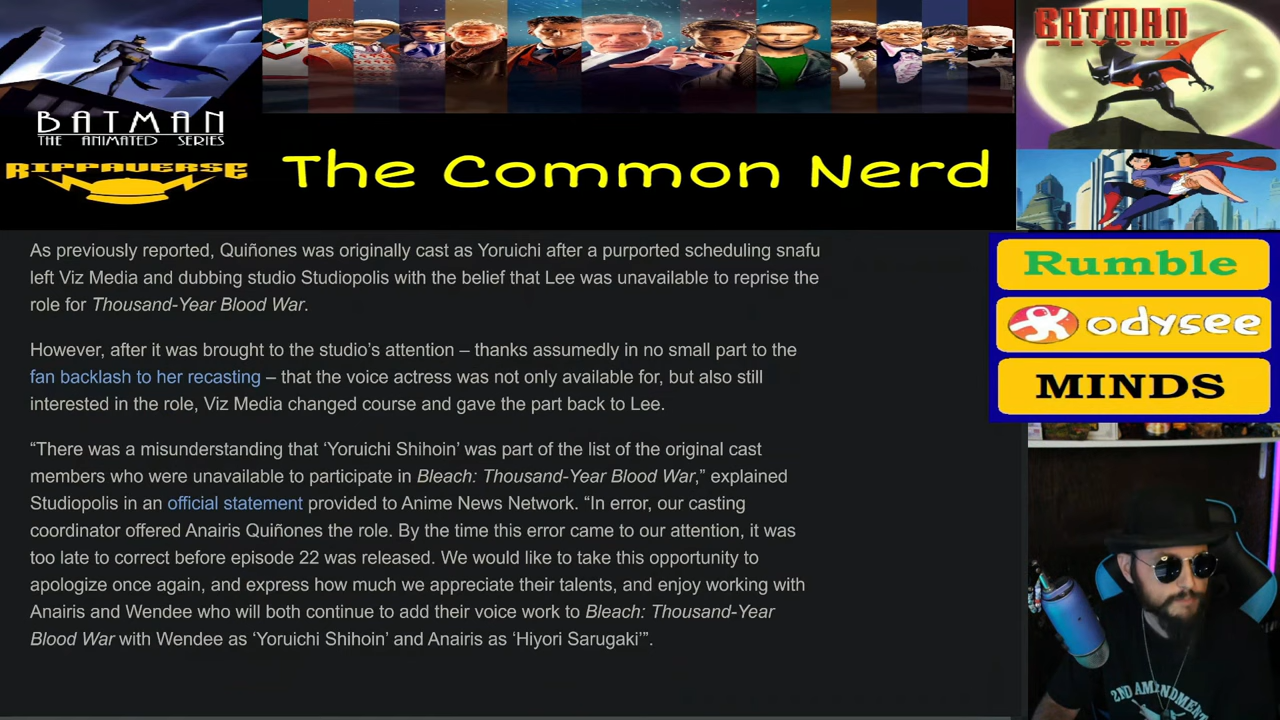 BATMAN
THE ANIMATED SERIES
RIPPAVERSE
The Common Nerd
BATMAN
BEYOND
As previously reported, Quiñones was originally cast as Yoruichi after a purported scheduling snafu
left Viz Media and dubbing studio Studiopolis with the belief that Lee was unavailable to reprise the
role for Thousand-Year Blood War.
However, after it was brought to the studio’s attention – thanks assumedly in no small part to the
fan backlash to her recasting – that the voice actress was not only available for, but also still
interested in the role, Viz Media changed course and gave the part back to Lee.
“There was a misunderstanding that ‘Yoruichi Shihoin’ was part of the list of the original cast
members who were unavailable to participate in Bleach: Thousand-Year Blood War,” explained
Studiopolis in an official statement provided to Anime News Network. “In error, our casting
coordinator offered Anairis Quiñones the role. By the time this error came to our attention, it was
too late to correct before episode 22 was released. We would like to take this opportunity to
apologize once again, and express how much we appreciate their talents, and enjoy working with
Anairis and Wendee who will both continue to add their voice work to Bleach: Thousand-Year
Blood War with Wendee as ‘Yoruichi Shihoin’ and Anairis as ‘Hiyori Sarugaki’”.
Rumble
odysee
MINDS
2ND AMENDMENT